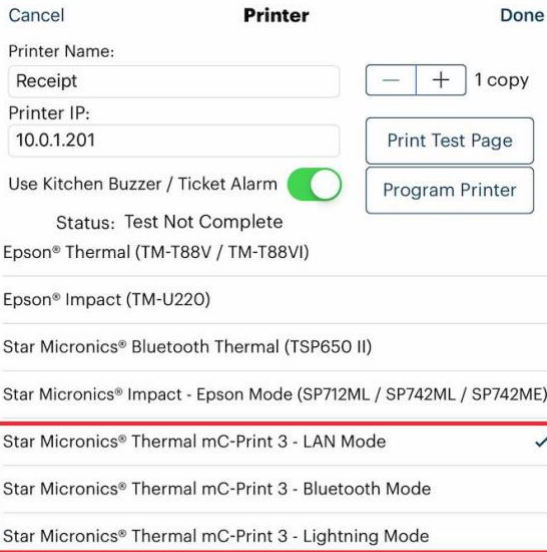 Cancel Printer Done
Printer Name:
Receipt
− + 1 copy
Printer IP:
10.0.1.201
Print Test Page
Use Kitchen Buzzer / Ticket Alarm
Program Printer
Status: Test Not Complete
Epson® Thermal (TM-T88V / TM-T88VI)
Epson® Impact (TM-U220)
Star Micronics® Bluetooth Thermal (TSP650 II)
Star Micronics® Impact - Epson Mode (SP712ML / SP742ML / SP742ME)
Star Micronics® Thermal mC-Print 3 - LAN Mode
Star Micronics® Thermal mC-Print 3 - Bluetooth Mode
Star Micronics® Thermal mC-Print 3 - Lightning Mode